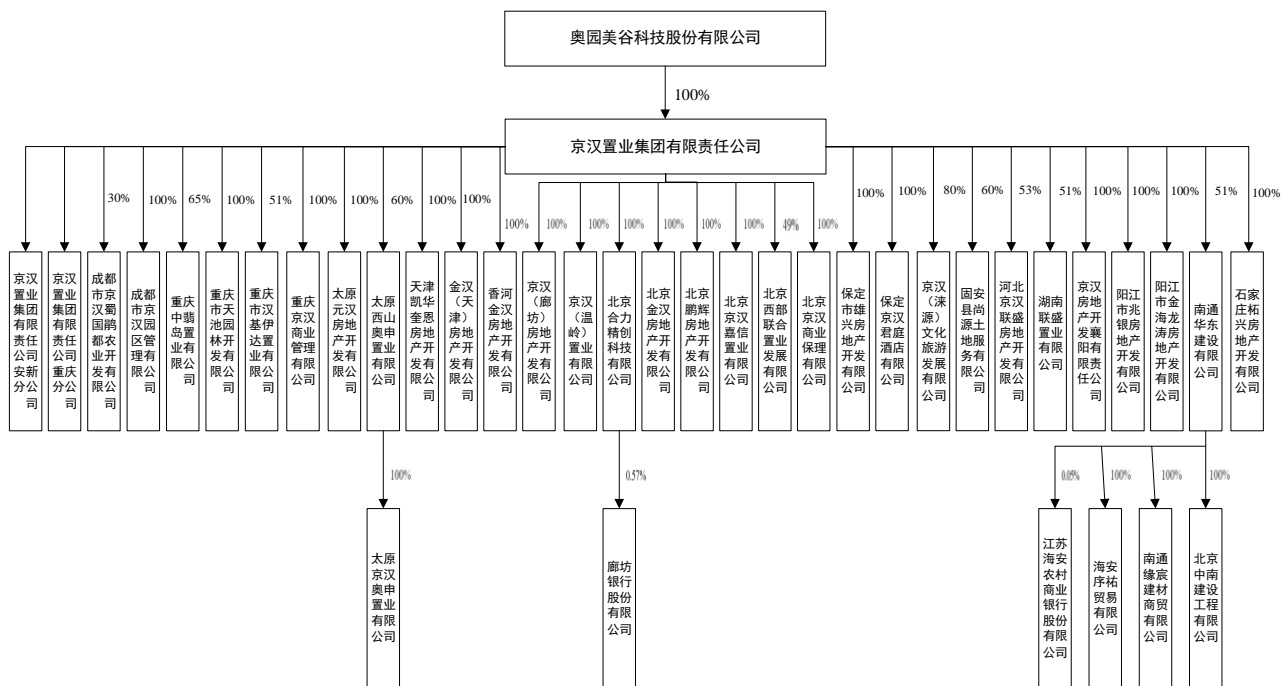 奥园美谷科技股份有限公司
100%
京汉置业集团有限责任公司
30%
100%
65%
100%
51%
100%
100%
60%
100%
100%
100%
100%
100%
100%
100%
100%
100%
49%
100%
100%
100%
80%
60%
53%
51%
100%
100%
100%
51%
100%
京汉置业集团有限责任公司新安分公司
京汉置业集团有限责任公司重庆分公司
成都市京汉蜀国鹃都农业开发有限公司
成都京汉园区管理有限公司
重庆中翡岛置业有限公司
重庆市天池园林开发有限公司
重庆市汉基伊达置业有限公司
重庆京汉商业管理有限公司
太原元汉房地产开发有限公司
太原西山奥申置业有限公司
天津凯华奎恩房地产开发有限公司
金汉（天津）房地产开发有限公司
香河金汉房地产开发有限公司
京汉（廊坊）房地产开发有限公司
京汉（温岭）置业有限公司
北京合力精创科技有限公司
北京金汉房地产开发有限公司
北京鹏辉房地产开发有限公司
北京京汉嘉信置业有限公司
北京西部联合置业发展有限公司
北京京汉商业保理有限公司
保定市雄兴房地产开发有限公司
保定京汉君庭酒店有限公司
京汉（涞源）文化旅游发展有限公司
固安县尚源土地服务有限公司
河北京汉联盛房地产开发有限公司
湖南联盛置业有限公司
京汉房地产开发襄阳有限责任公司
阳江市兆银房地产开发有限公司
阳江市金海龙涛房地产开发有限公司
南通华东建设有限公司
石家庄柘兴房地产开发有限公司
100%
0.57%
0.05%
100%
100%
100%
太原京汉奥申置业有限公司
廊坊银行股份有限公司
江苏海安农村商业银行股份有限公司
海安序祐贸易有限公司
南通缘宸建材商贸有限公司
北京中南建设工程有限公司